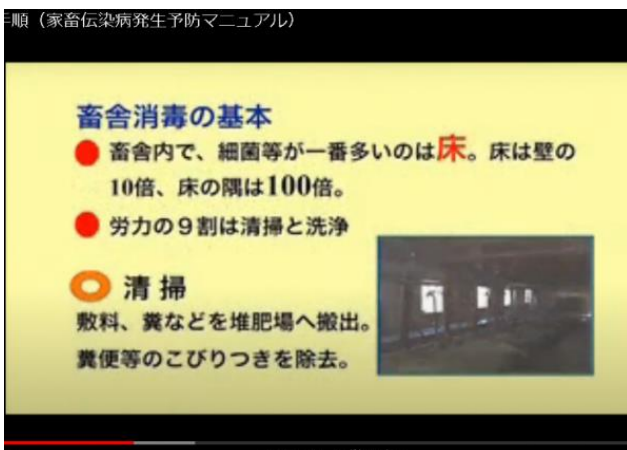 順（家畜伝染病発生予防マニュアル）
畜舎消毒の基本
畜舎内で、細菌等が一番多いのは床。床は壁の
10倍、床の隅は100倍。
労力の９割は清掃と洗浄
清掃
敷料、糞などを堆肥場へ搬出。
糞便等のこびりつきを除去。